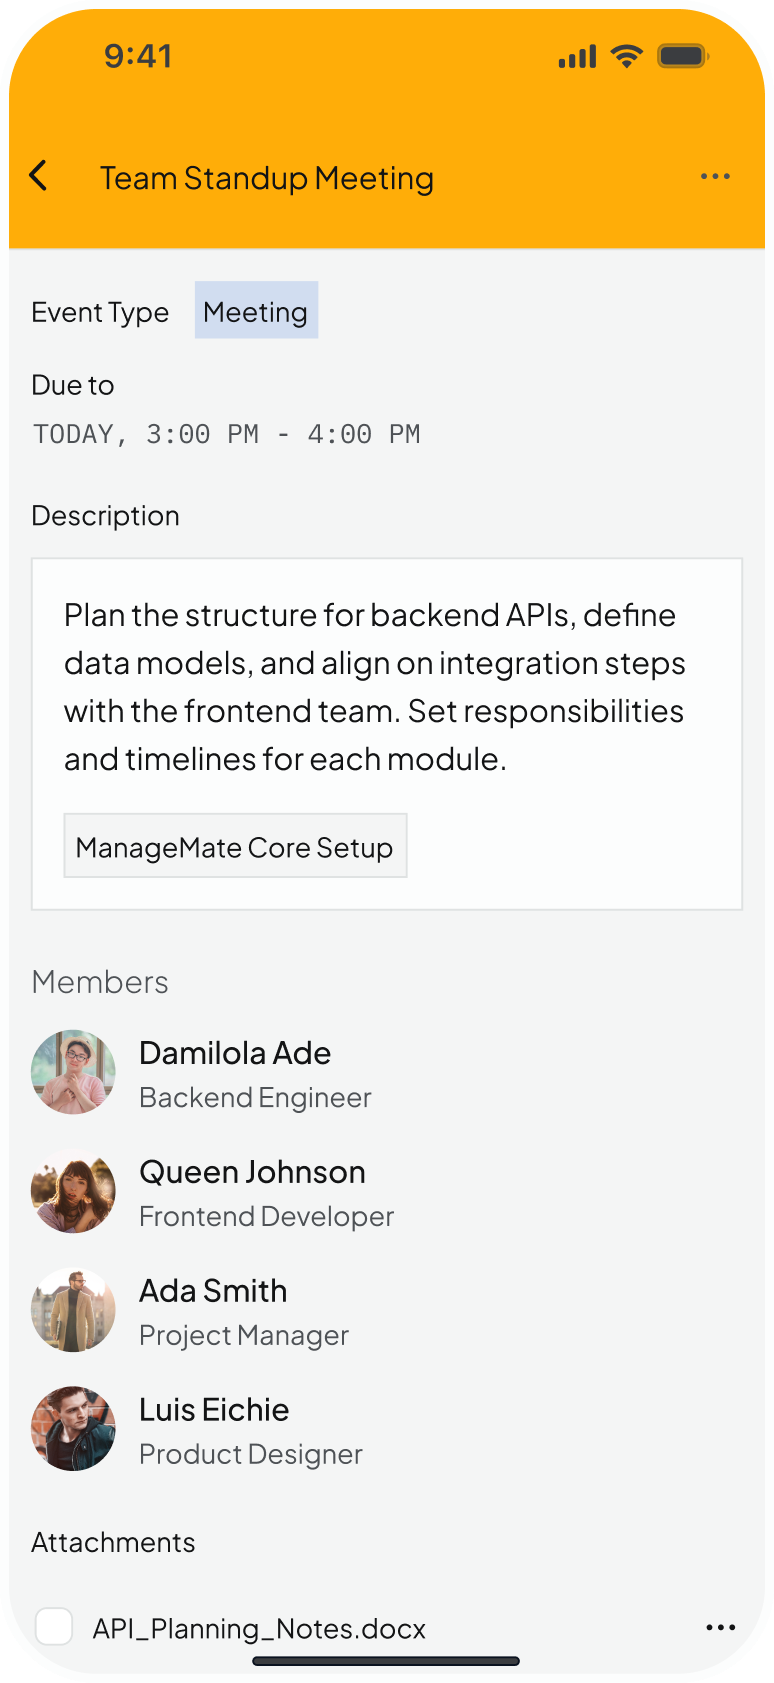 9:41
Team Standup Meeting
Event Type Meeting
Due to
TODAY, 3:00 PM - 4:00 PM
Description
Plan the structure for backend APIs, define
data models, and align on integration steps
with the frontend team. Set responsibilities
and timelines for each module.
ManageMate Core Setup
Members
Damilola Ade
Backend Engineer
Queen Johnson
Frontend Developer
Ada Smith
Project Manager
Luis Eichie
Product Designer
Attachments
API_Planning_Notes.docx